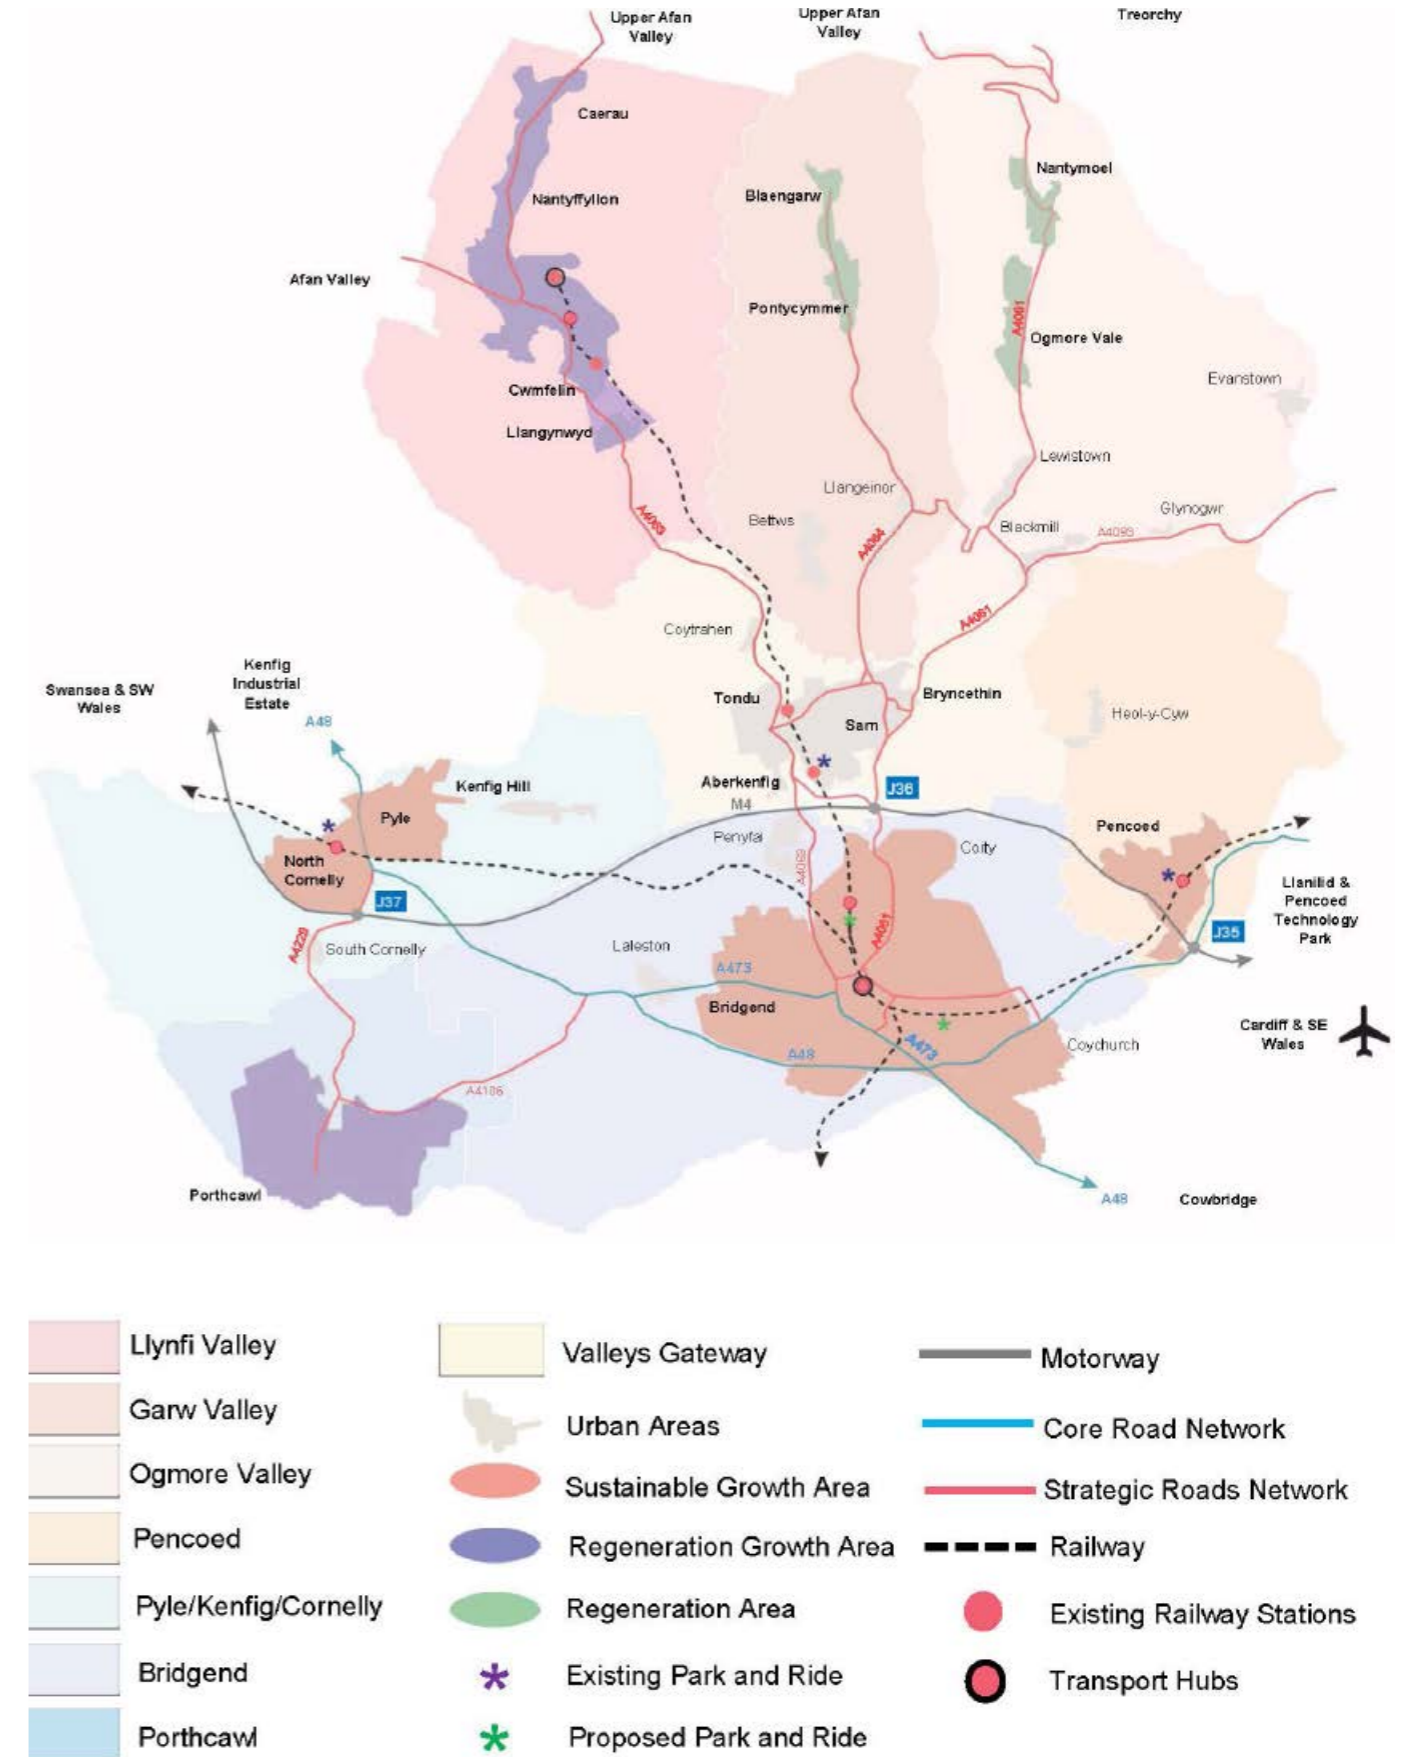 Upper Afan
Valley
Upper Afan
Valley
Treorchy
Caerau
Nantymoel
Blaengarw
Nantyffyllon
Afan Valley
Pontycymmer
A4061
Ogmore Vale
Evanstown
Cwmfelin
Llangynwyd
Lewistown
Llangeinor
Glynogwr
Bettws
A4063
Blackmill
A4093
A4064
A4061
Coytrahen
Kenfig
Industrial
Estate
Swansea & SW
Wales
A48
Tondu
Bryncethin
Sarn
Heol-y-Cyw
Aberkenfig
Kenfig Hill
J36
M4
Pyle
Penyfai
Coity
Pencoed
North
Cornelly
A4063
J37
Llanilid &
Pencoed
Technology
Park
J35
A4229
South Cornelly
Laleston
A4061
A473
Bridgend
Cardiff & SE
Wales
A473
Coychurch
A48
A4106
Porthcawl
A48
Cowbridge
Llynfi Valley
Garw Valley
Ogmore Valley
Pencoed
Pyle/Kenfig/Cornelly
Bridgend
Porthcawl
Valleys Gateway
Urban Areas
Sustainable Growth Area
Regeneration Growth Area
Regeneration Area
Existing Park and Ride
Proposed Park and Ride
Motorway
Core Road Network
Strategic Roads Network
Railway
Existing Railway Stations
Transport Hubs